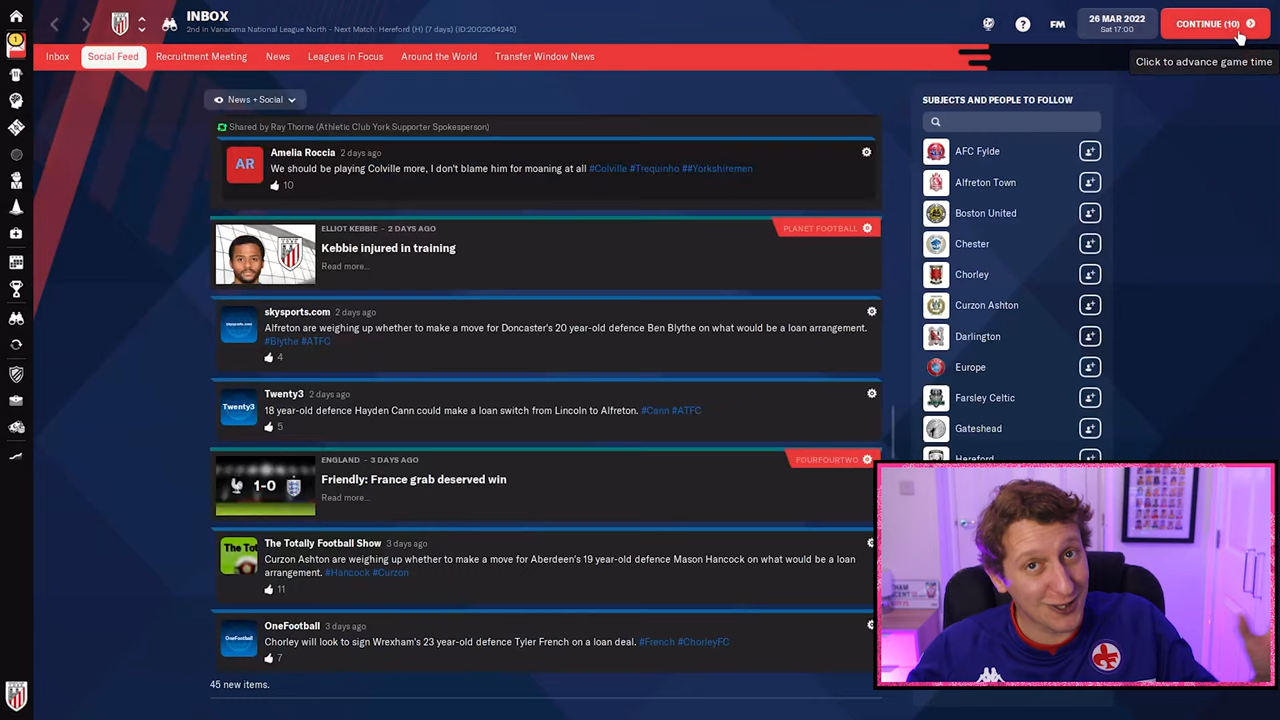 INBOX
2nd in Vanarama National League North - Next Match: Hereford (H) (7 days) (ID:2002064245)
FM
26 MAR 2022
Sat 17:00
CONTINUE (10)
Click to advance game time
1
Inbox
Social Feed
Recruitment Meeting
News
Leagues in Focus
Around the World
Transfer Window News
News + Social
Shared by Ray Thorne (Athletic Club York Supporter Spokesperson)
AR
Amelia Roccia 2 days ago
We should be playing Colville more, I don't blame him for moaning at all #Colville #Trequinho ##Yorkshiremen
10
ELLIOT KEBBIE - 2 DAYS AGO
PLANET FOOTBALL
Kebbie injured in training
Read more...
skysports.com 2 days ago
Alfreton are weighing up whether to make a move for Doncaster's 20 year-old defence Ben Blythe on what would be a loan arrangement.
#Blythe #ATFC
4
Twenty3
Twenty3 2 days ago
18 year-old defence Hayden Cann could make a loan switch from Lincoln to Alfreton. #Cann #ATFC
5
ENGLAND - 3 DAYS AGO
FOURFOURTWO
1-0
Friendly: France grab deserved win
Read more...
The Tot
The Totally Football Show 3 days ago
Curzon Ashton are weighing up whether to make a move for Aberdeen's 19 year-old defence Mason Hancock on what would be a loan
arrangement. #Hancock #Curzon
11
OneFootball
OneFootball 3 days ago
Chorley will look to sign Wrexham's 23 year-old defence Tyler French on a loan deal. #French #ChorleyFC
7
45 new items.
SUBJECTS AND PEOPLE TO FOLLOW
AFC Fylde
Alfreton Town
Boston United
Chester
Chorley
Curzon Ashton
Darlington
Europe
Farsley Celtic
Gateshead
Hereford